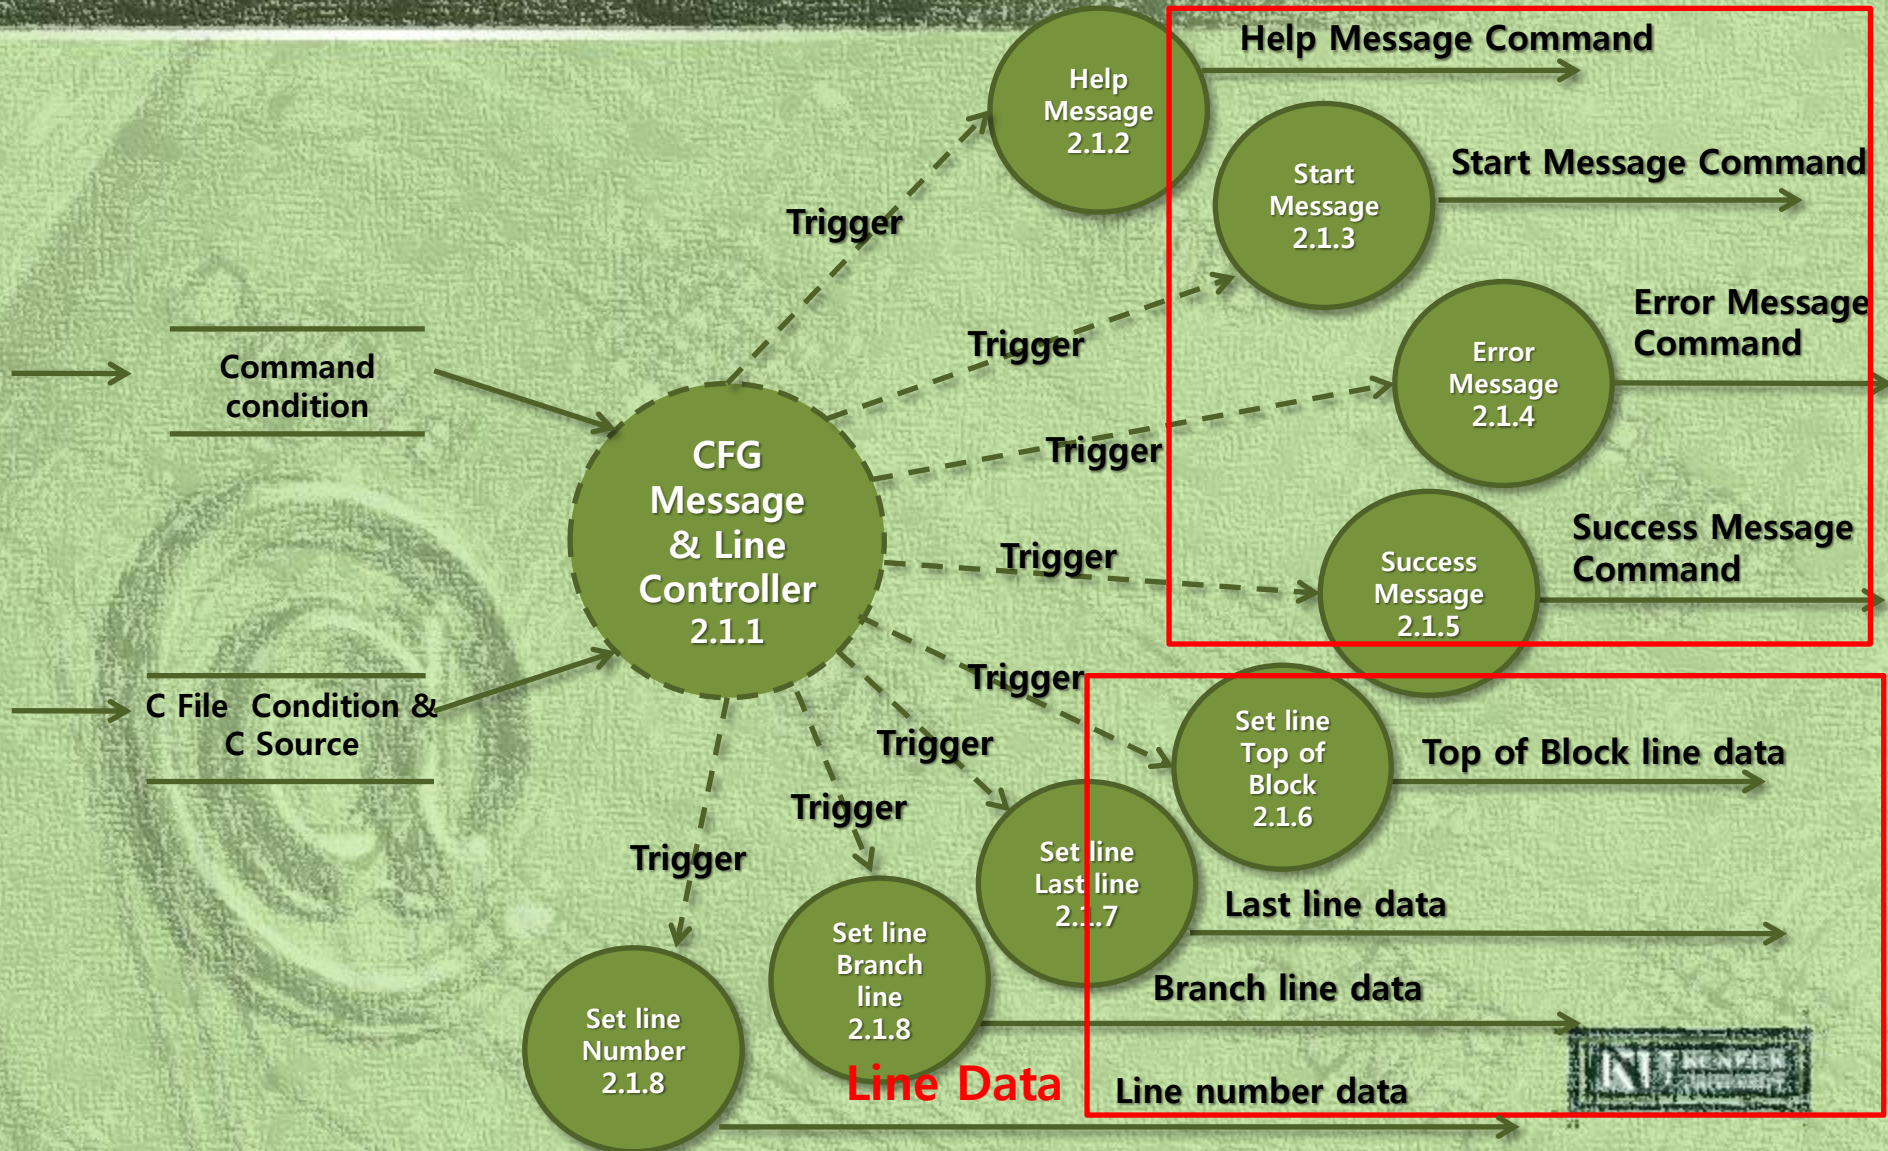 Help Message Command
Help
Message
2.1.2
Start Message Command
Start
Message
2.1.3
Trigger
Error Message
Command
Trigger
Error
Message
2.1.4
Command
condition
Trigger
CFG
Message
& Line
Controller
2.1.1
Success Message
Command
Trigger
Success
Message
2.1.5
C File  Condition &
C Source
Trigger
Set line
Top of
Block
2.1.6
Top of Block line data
Trigger
Trigger
Trigger
Set line
Last line
2.1.7
Last line data
Set line
Branch
line
2.1.8
Branch line data
Set line
Number
2.1.8
Line Data
Line number data